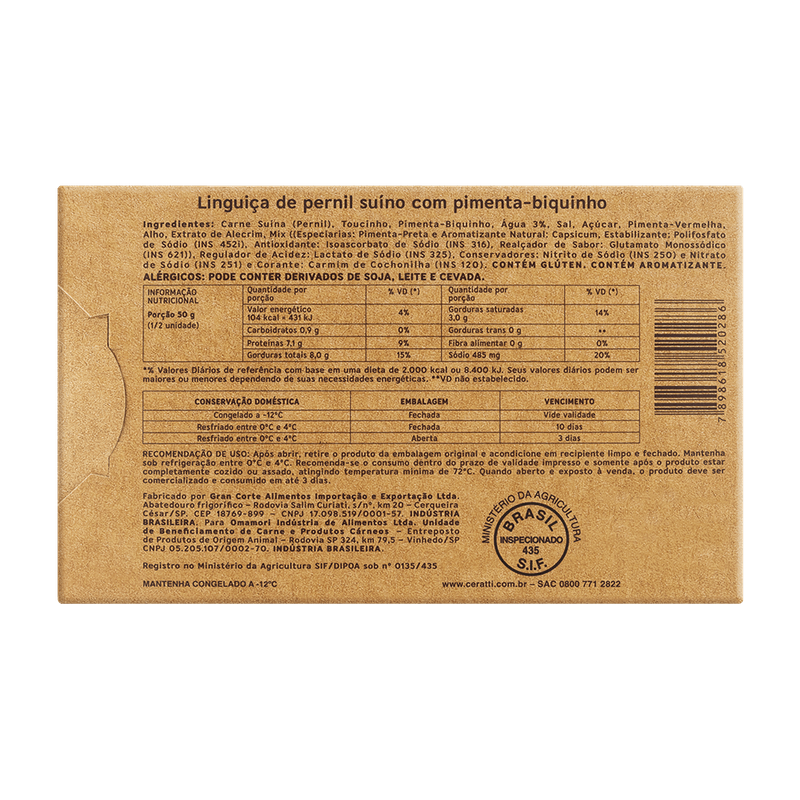 Linguiça de pernil suíno com pimenta-biquinho
Ingredientes: Carne Suína (Pernil), Toucinho, Pimenta-Biquinho, Água 3%, Sal, Açúcar, Pimenta-Vermelha,
Alho, Extrato de Alecrim, Mix ((Especiarias: Pimenta-Preta e Aromatizante Natural: Capsicum, Estabilizante: Polifosfato
de Sódio (INS 452i), Antioxidante: Isoascorbato de Sódio (INS 316), Realçador de Sabor: Glutamato Monossódico
(INS 621)), Regulador de Acidez: Lactato de Sódio (INS 325), Conservadores: Nitrito de Sódio (INS 250) e Nitrato
de Sódio (INS 251) e Corante: Carmim de Cochonilha (INS 120). CONTÉM GLÚTEN. CONTÉM AROMATIZANTE.
ALÉRGICOS: PODE CONTER DERIVADOS DE SOJA, LEITE E CEVADA.
INFORMAÇÃO NUTRICIONAL
Porção 50 g (1/2 unidade)
Quantidade por porção % VD (*) Quantidade por porção % VD (*)
Valor energético 104 kcal = 431 kJ 4% Gorduras saturadas 3,0 g 14%
Carboidratos 0,9 g 0% Gorduras trans 0 g **
Proteínas 7,1 g 9% Fibra alimentar 0 g 0%
Gorduras totais 8,0 g 15% Sódio 485 mg 20%
*% Valores Diários de referência com base em uma dieta de 2.000 kcal ou 8.400 kJ. Seus valores diários podem ser
maiores ou menores dependendo de suas necessidades energéticas. **VD não estabelecido.
CONSERVAÇÃO DOMÉSTICA EMBALAGEM VENCIMENTO
Congelado a -12°C Fechada Vide validade
Resfriado entre 0°C e 4°C Fechada 10 dias
Resfriado entre 0°C e 4°C Aberta 3 dias
RECOMENDAÇÃO DE USO: Após abrir, retire o produto da embalagem original e acondicione em recipiente limpo e fechado. Mantenha
sob refrigeração entre 0°C e 4°C. Recomenda-se o consumo dentro do prazo de validade impresso e somente após o produto estar
completamente cozido ou assado, atingindo temperatura mínima de 72°C. Quando aberto e exposto à venda, o produto deve ser
comercializado e consumido em até 3 dias.
Fabricado por Gran Corte Alimentos Importação e Exportação Ltda.
Abatedouro frigorífico – Rodovia Salim Curiati, s/n°, km 20 – Cerqueira
César/SP. CEP 18769-899 – CNPJ 17.098.519/0001-57. INDÚSTRIA
BRASILEIRA. Para Omamori Indústria de Alimentos Ltda. Unidade
de Beneficiamento de Carne e Produtos Cárneos – Entreposto
de Produtos de Origem Animal – Rodovia SP 324, km 79,5 – Vinhedo/SP
CNPJ 05.205.107/0002-70. INDÚSTRIA BRASILEIRA.
Registro no Ministério da Agricultura SIF/DIPOA sob n° 0135/435
MANTENHA CONGELADO A -12°C
MINISTÉRIO DA AGRICULTURA
BRASIL
INSPECIONADO
435
S.I.F.
www.ceratti.com.br – SAC 0800 771 2822
7 898618 520286